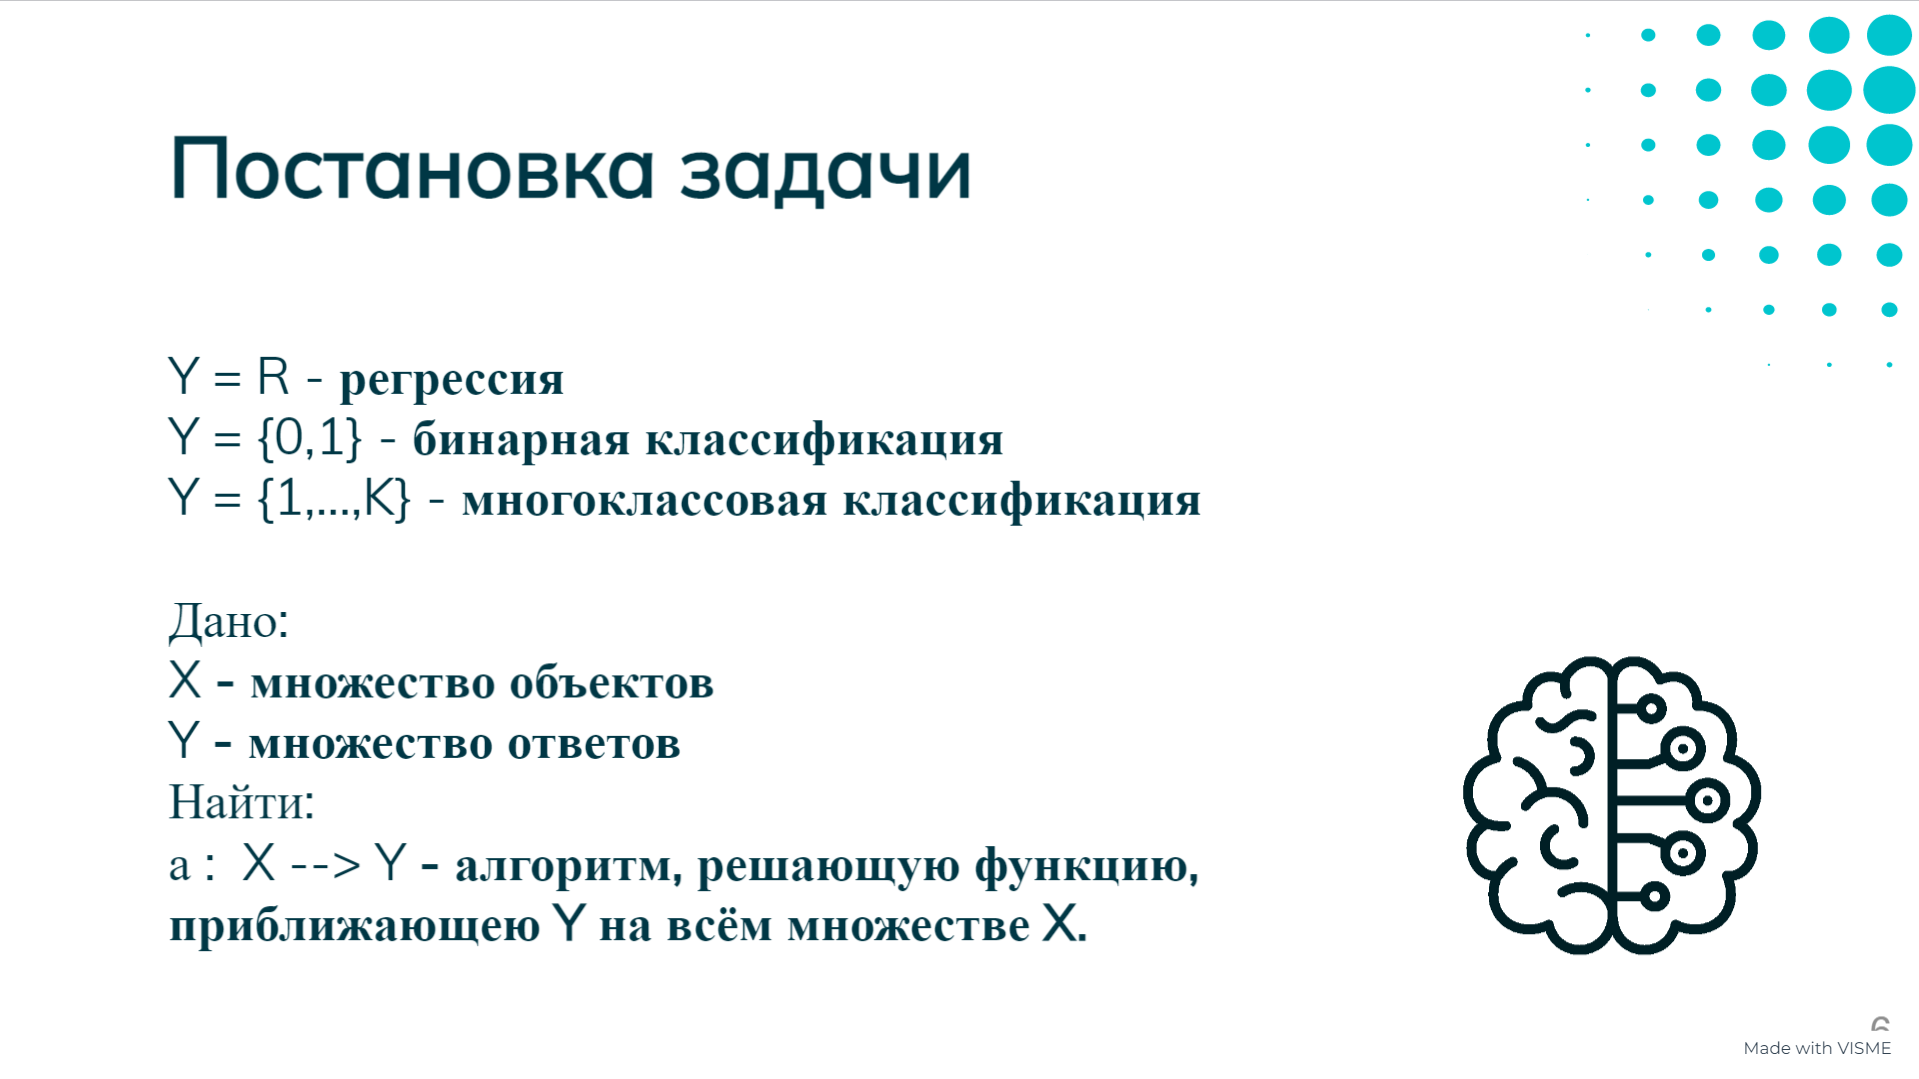 Постановка задачи
Y = R - регрессия
Y = {0,1} - бинарная классификация
Y = {1,...,K} - многоклассовая классификация
Дано:
X - множество объектов
Y - множество ответов
Найти:
a : X --> Y - алгоритм, решающую функцию,
приближающею Y на всём множестве X.
6
Made with VISME